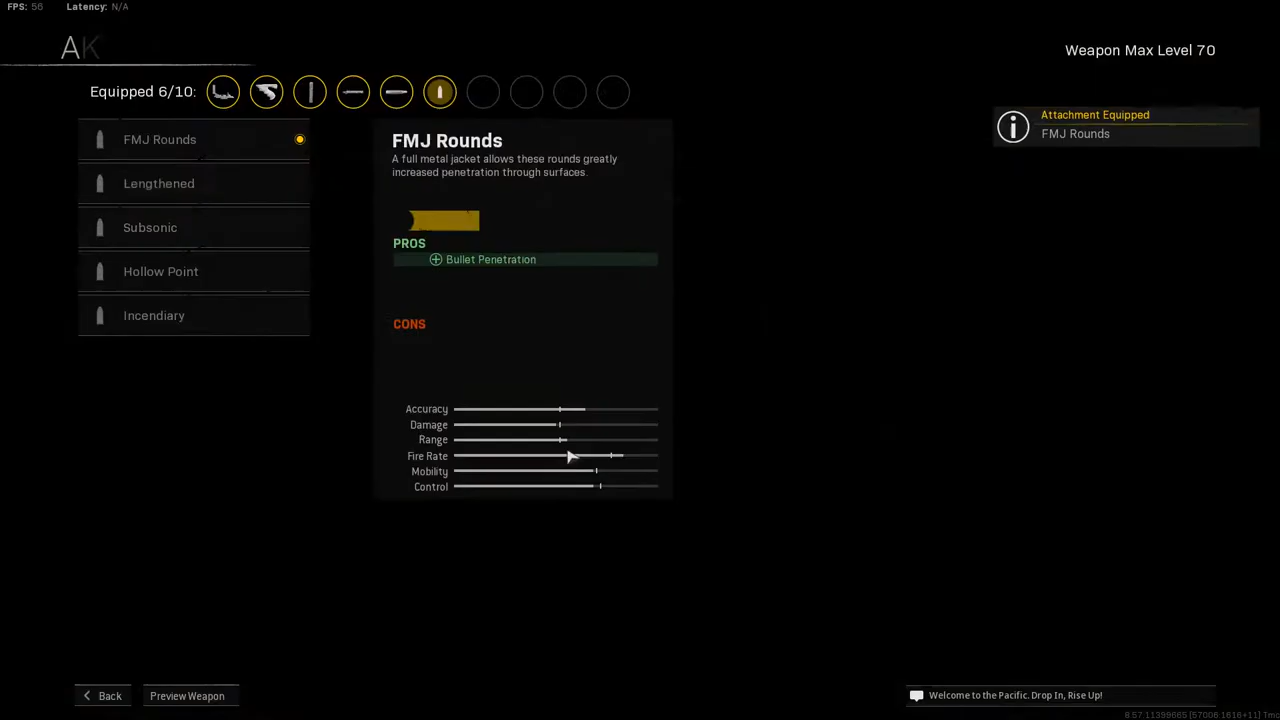 FPS: 56 Latency: N/A
AK
Weapon Max Level 70
Equipped 6/10:
Attachment Equipped
FMJ Rounds
FMJ Rounds
Lengthened
Subsonic
Hollow Point
Incendiary
FMJ Rounds
A full metal jacket allows these rounds greatly
increased penetration through surfaces.
PROS
Bullet Penetration
CONS
Accuracy
Damage
Range
Fire Rate
Mobility
Control
Back
Preview Weapon
Welcome to the Pacific. Drop In, Rise Up!